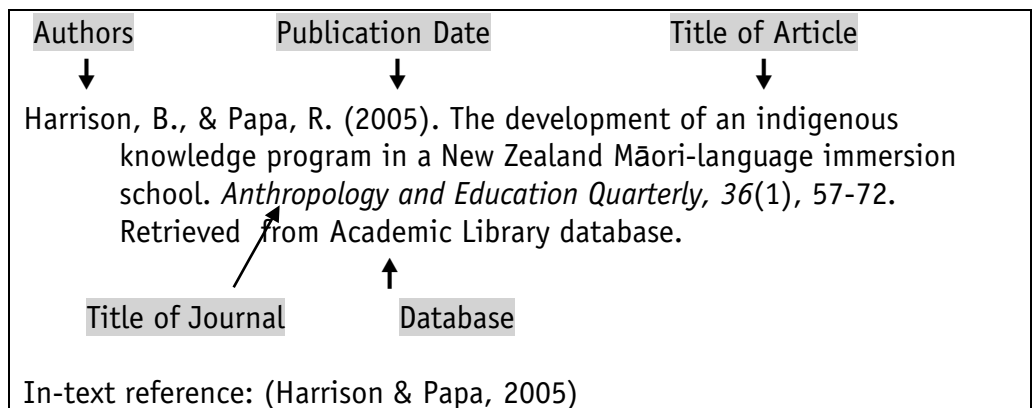 Authors Publication Date Title of Article
Harrison, B., & Papa, R. (2005). The development of an indigenous
knowledge program in a New Zealand Māori-language immersion
school. Anthropology and Education Quarterly, 36(1), 57-72.
Retrieved from Academic Library database.
Title of Journal Database
In-text reference: (Harrison & Papa, 2005)